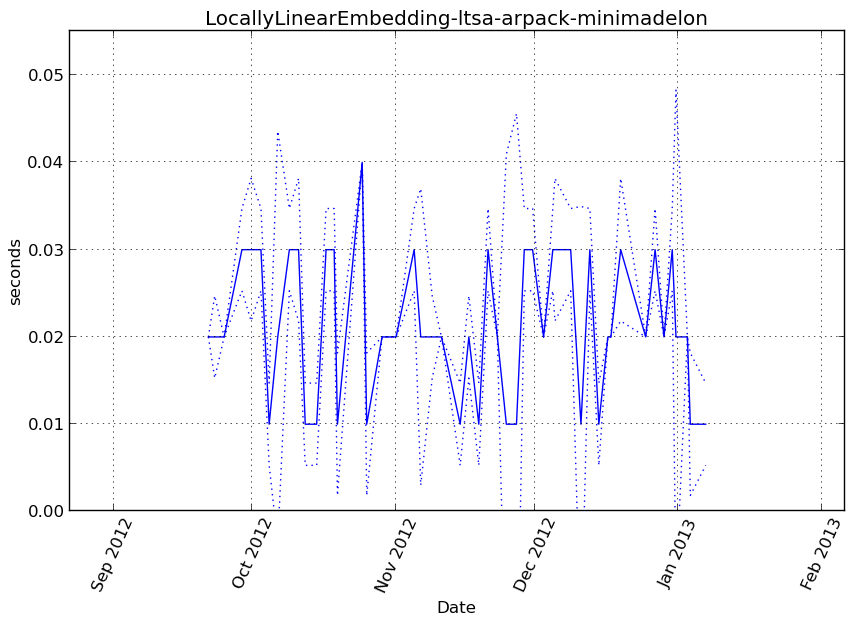 LocallyLinearEmbedding-ltsa-arpack-minimadelon
0.05
0.04
0.03
0.02
0.01
0.00
seconds
Sep 2012
Oct 2012
Nov 2012
Dec 2012
Jan 2013
Feb 2013
Date